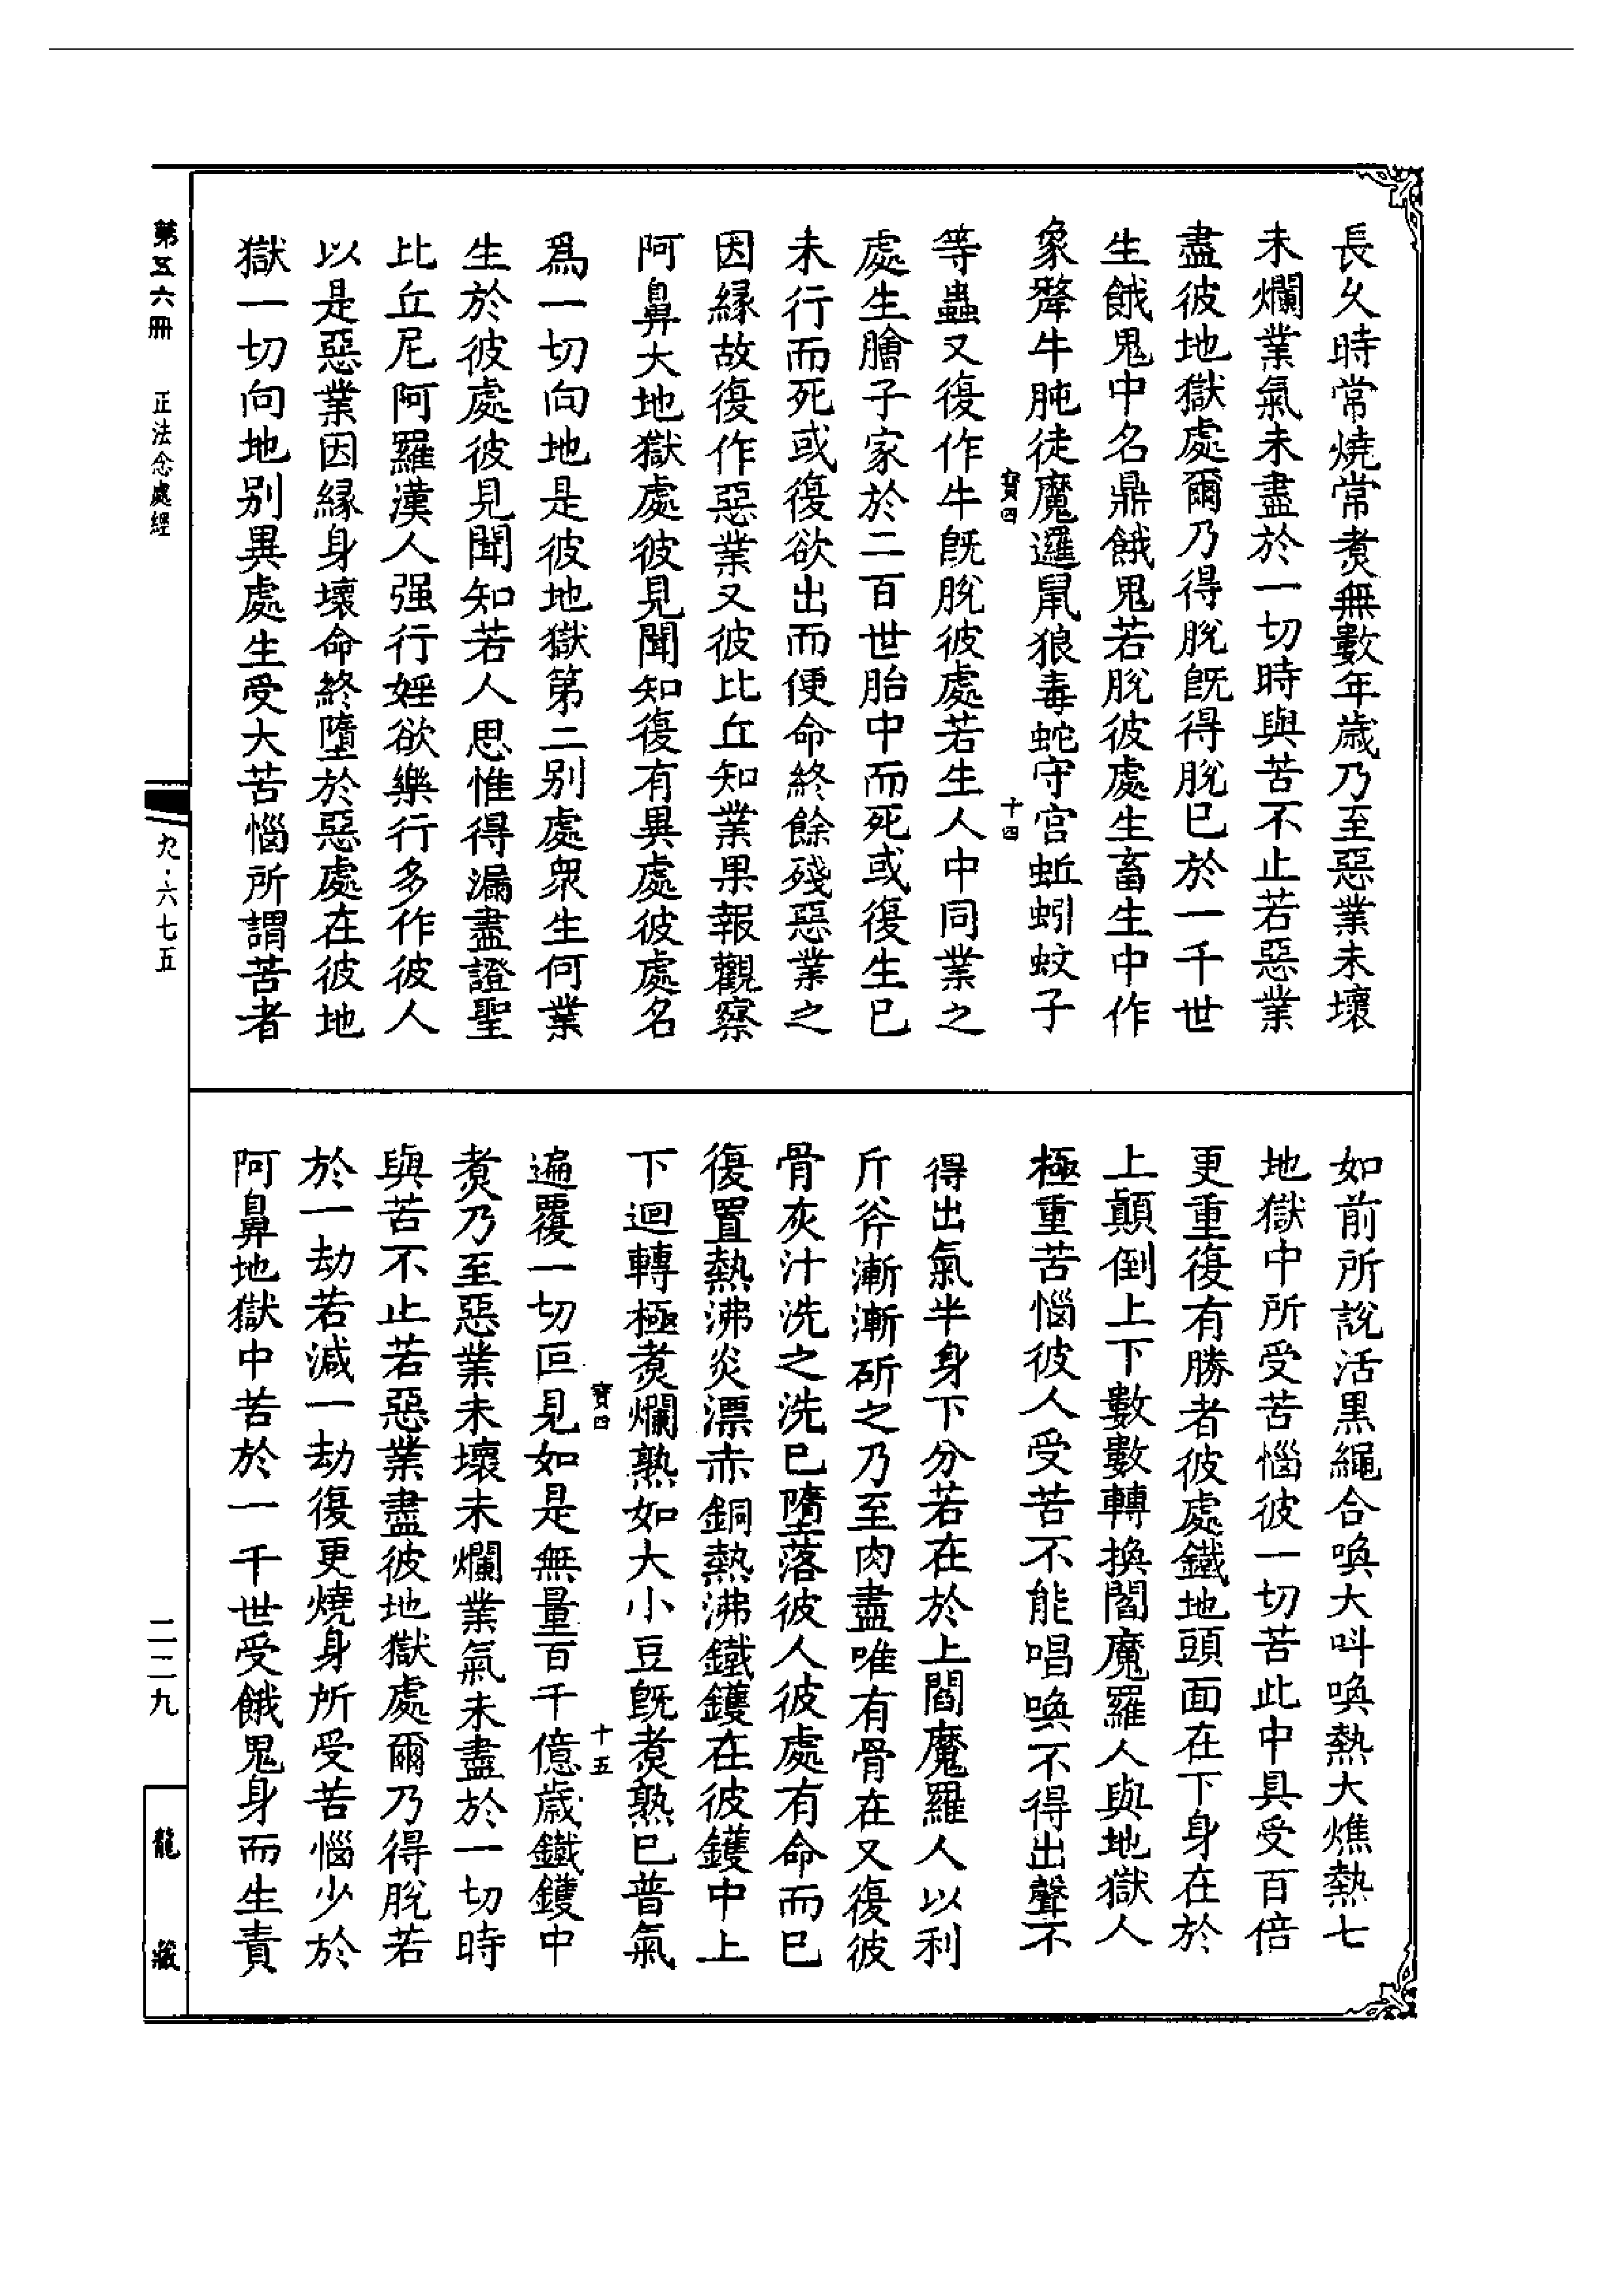 長久時常燒常煑無數年歲乃至惡業未壞
未爛業氣未盡於一切時與苦不止若惡業
盡彼地獄處爾乃得脫既得脫已於一千世
生餓鬼中名鼎餓鬼若脫彼處生畜生中作
象犛牛肫徒魔邏鼠狼毒蛇守宮蚯蚓蚊子
寶四
十四
等蟲又復作牛既脫彼處若生人中同業之
處生膾子家於二百世胎中而死或復生已
未行而死或復欲出而便命終餘殘惡業之
因緣故復作惡業又彼比丘知業果報觀察
阿鼻大地獄處彼見聞知復有異處彼處名
爲一切向地是彼地獄第二別處衆生何業
生於彼處彼見聞知若人思惟得漏盡證聖
比丘尼阿羅漢人强行婬欲樂行多作彼人
以是惡業因緣身壞命終墮於惡處在彼地
獄一切向地別異處生受大苦惱所謂苦者
如前所說活黑繩合喚大叫喚熱大燋熱七
地獄中所受苦惱彼一切苦此中具受百倍
更重復有勝者彼處鐵地頭面在下身在於
上顛倒上下數數轉換閻魔羅人與地獄人
極重苦惱彼人受苦不能唱喚不得出聲不
得出氣半身下分若在於上閻魔羅人以利
斤斧漸漸斫之乃至肉盡唯有骨在又復彼
骨灰汁洗之洗已墮落彼人彼處有命而已
復置熱沸炎漂赤銅熱沸鐵鑊在彼鑊中上
下迴轉極煑爛熟如大小豆既煑熟已普氣
寶四
十五
遍覆一切叵見如是無量百千億歲鐵鑊中
煑乃至惡業未壞未爛業氣未盡於一切時
與苦不止若惡業盡彼地獄處爾乃得脫若
於一劫若減一劫復更燒身所受苦惱少於
阿鼻地獄中苦於一千世受餓鬼身而生責
第五六冊
正法念處經
九·六七五
二二九
龍藏